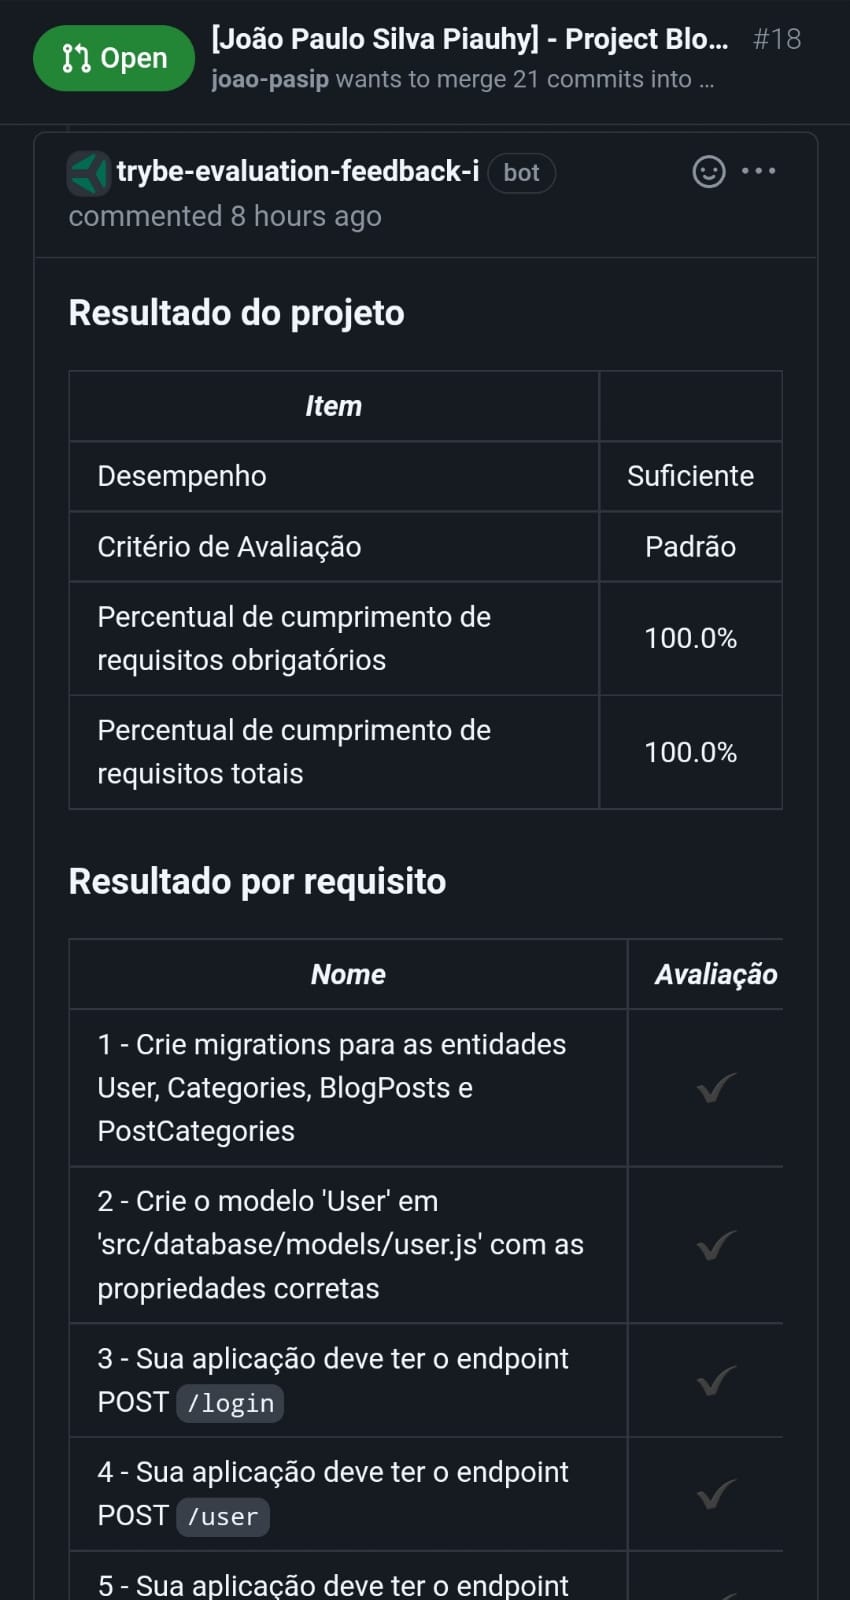 Open
[João Paulo Silva Piauhy] - Project Blo... #18
joao-pasip wants to merge 21 commits into ...
trybe-evaluation-feedback-i bot
commented 8 hours ago
Resultado do projeto
Item
Desempenho Suficiente
Critério de Avaliação Padrão
Percentual de cumprimento de
requisitos obrigatórios
100.0%
Percentual de cumprimento de
requisitos totais
100.0%
Resultado por requisito
Nome Avaliação
1 - Crie migrations para as entidades
User, Categories, BlogPosts e
PostCategories
2 - Crie o modelo 'User' em
'src/database/models/user.js' com as
propriedades corretas
3 - Sua aplicação deve ter o endpoint
POST /login
4 - Sua aplicação deve ter o endpoint
POST /user
5 - Sua aplicação deve ter o endpoint